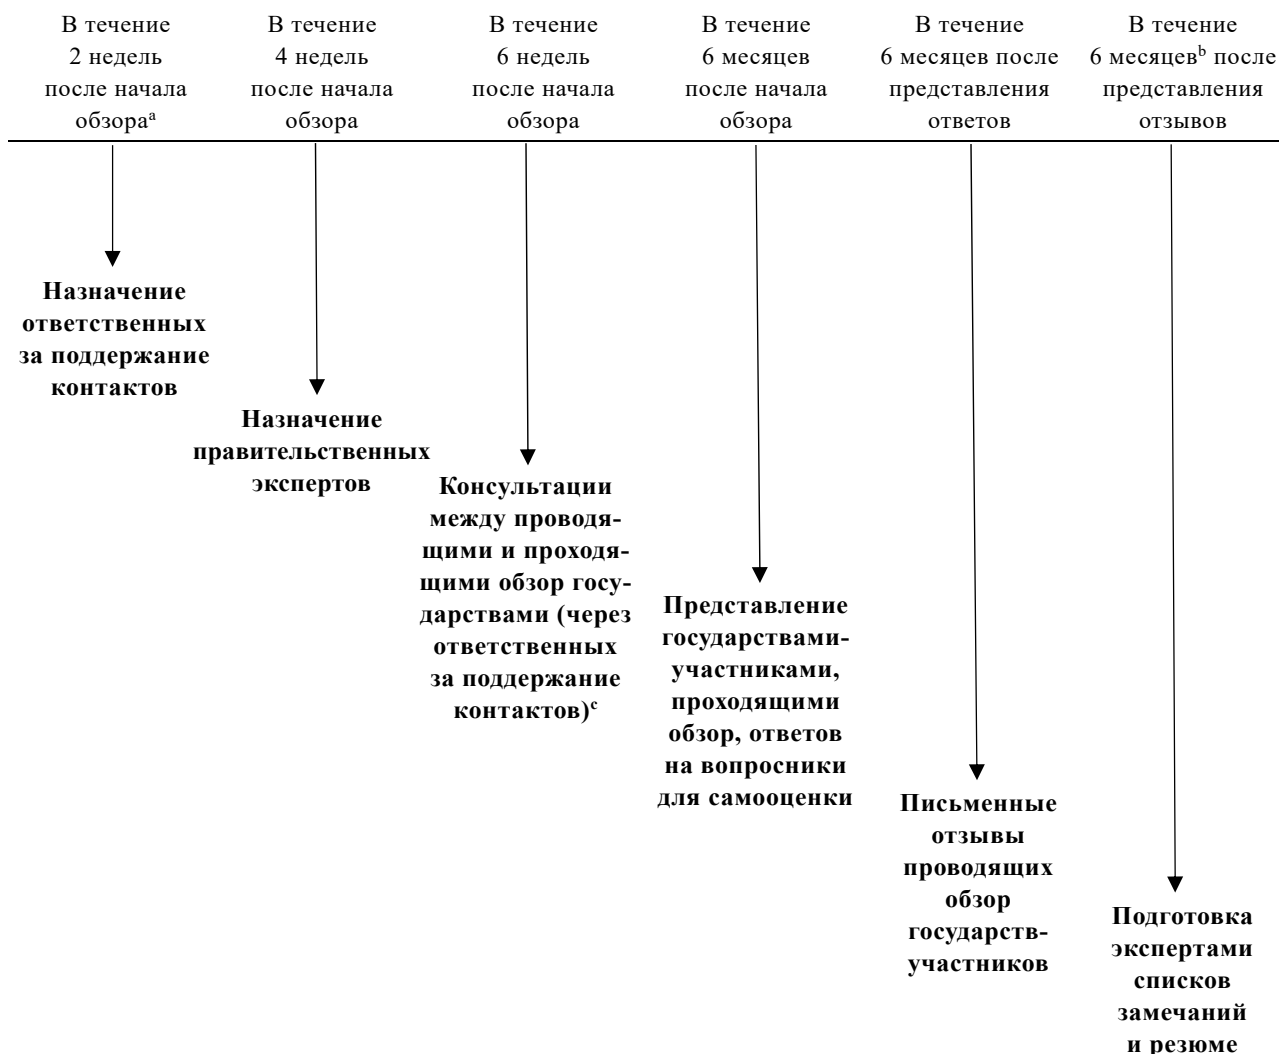 В течение
2 недель
после начала
обзораᵃ
В течение
4 недель
после начала
обзора
В течение
6 недель
после начала
обзора
В течение
6 месяцев
после начала
обзора
В течение
6 месяцев после
представления
ответов
В течение
6 месяцевᵇ после
представления
отзывов
Назначение
ответственных
за поддержание
контактов
Назначение
правительственных
экспертов
Консультации
между проводя-
щими и проходя-
щими обзор госу-
дарствами (через
ответственных
за поддержание
контактов)ᶜ
Представление
государствами-
участниками,
проходящими
обзор, ответов
на вопросники
для самооценки
Письменные
отзывы
проводящих
обзор
государств-
участников
Подготовка
экспертами
списков
замечаний
и резюме